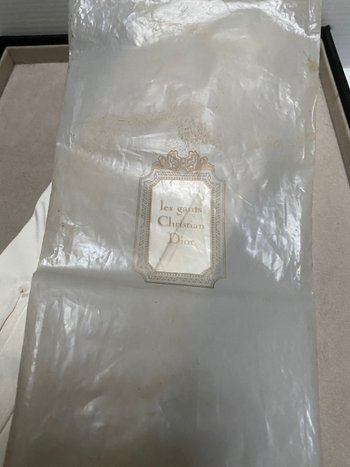 les gants
Christian
Dior